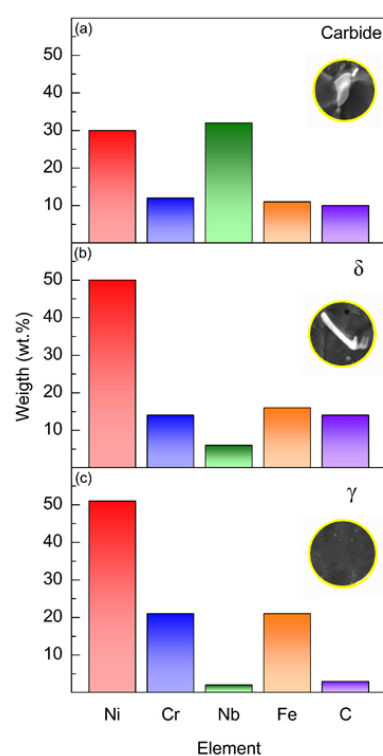 (a)
Carbide
50
40
30
20
10
(b)
δ
50
40
30
20
10
(c)
γ
50
40
30
20
10
Weigth (wt.%)
Ni Cr Nb Fe C
Element